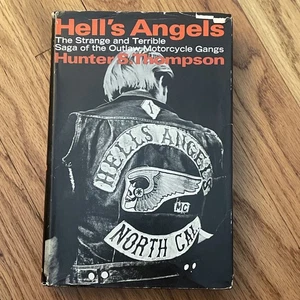 Hell's Angels
The Strange and Terrible
Saga of the Outlaw Motorcycle Gangs
Hunter S. Thompson
1
HELLS ANGELS
MC
NORTH CAL